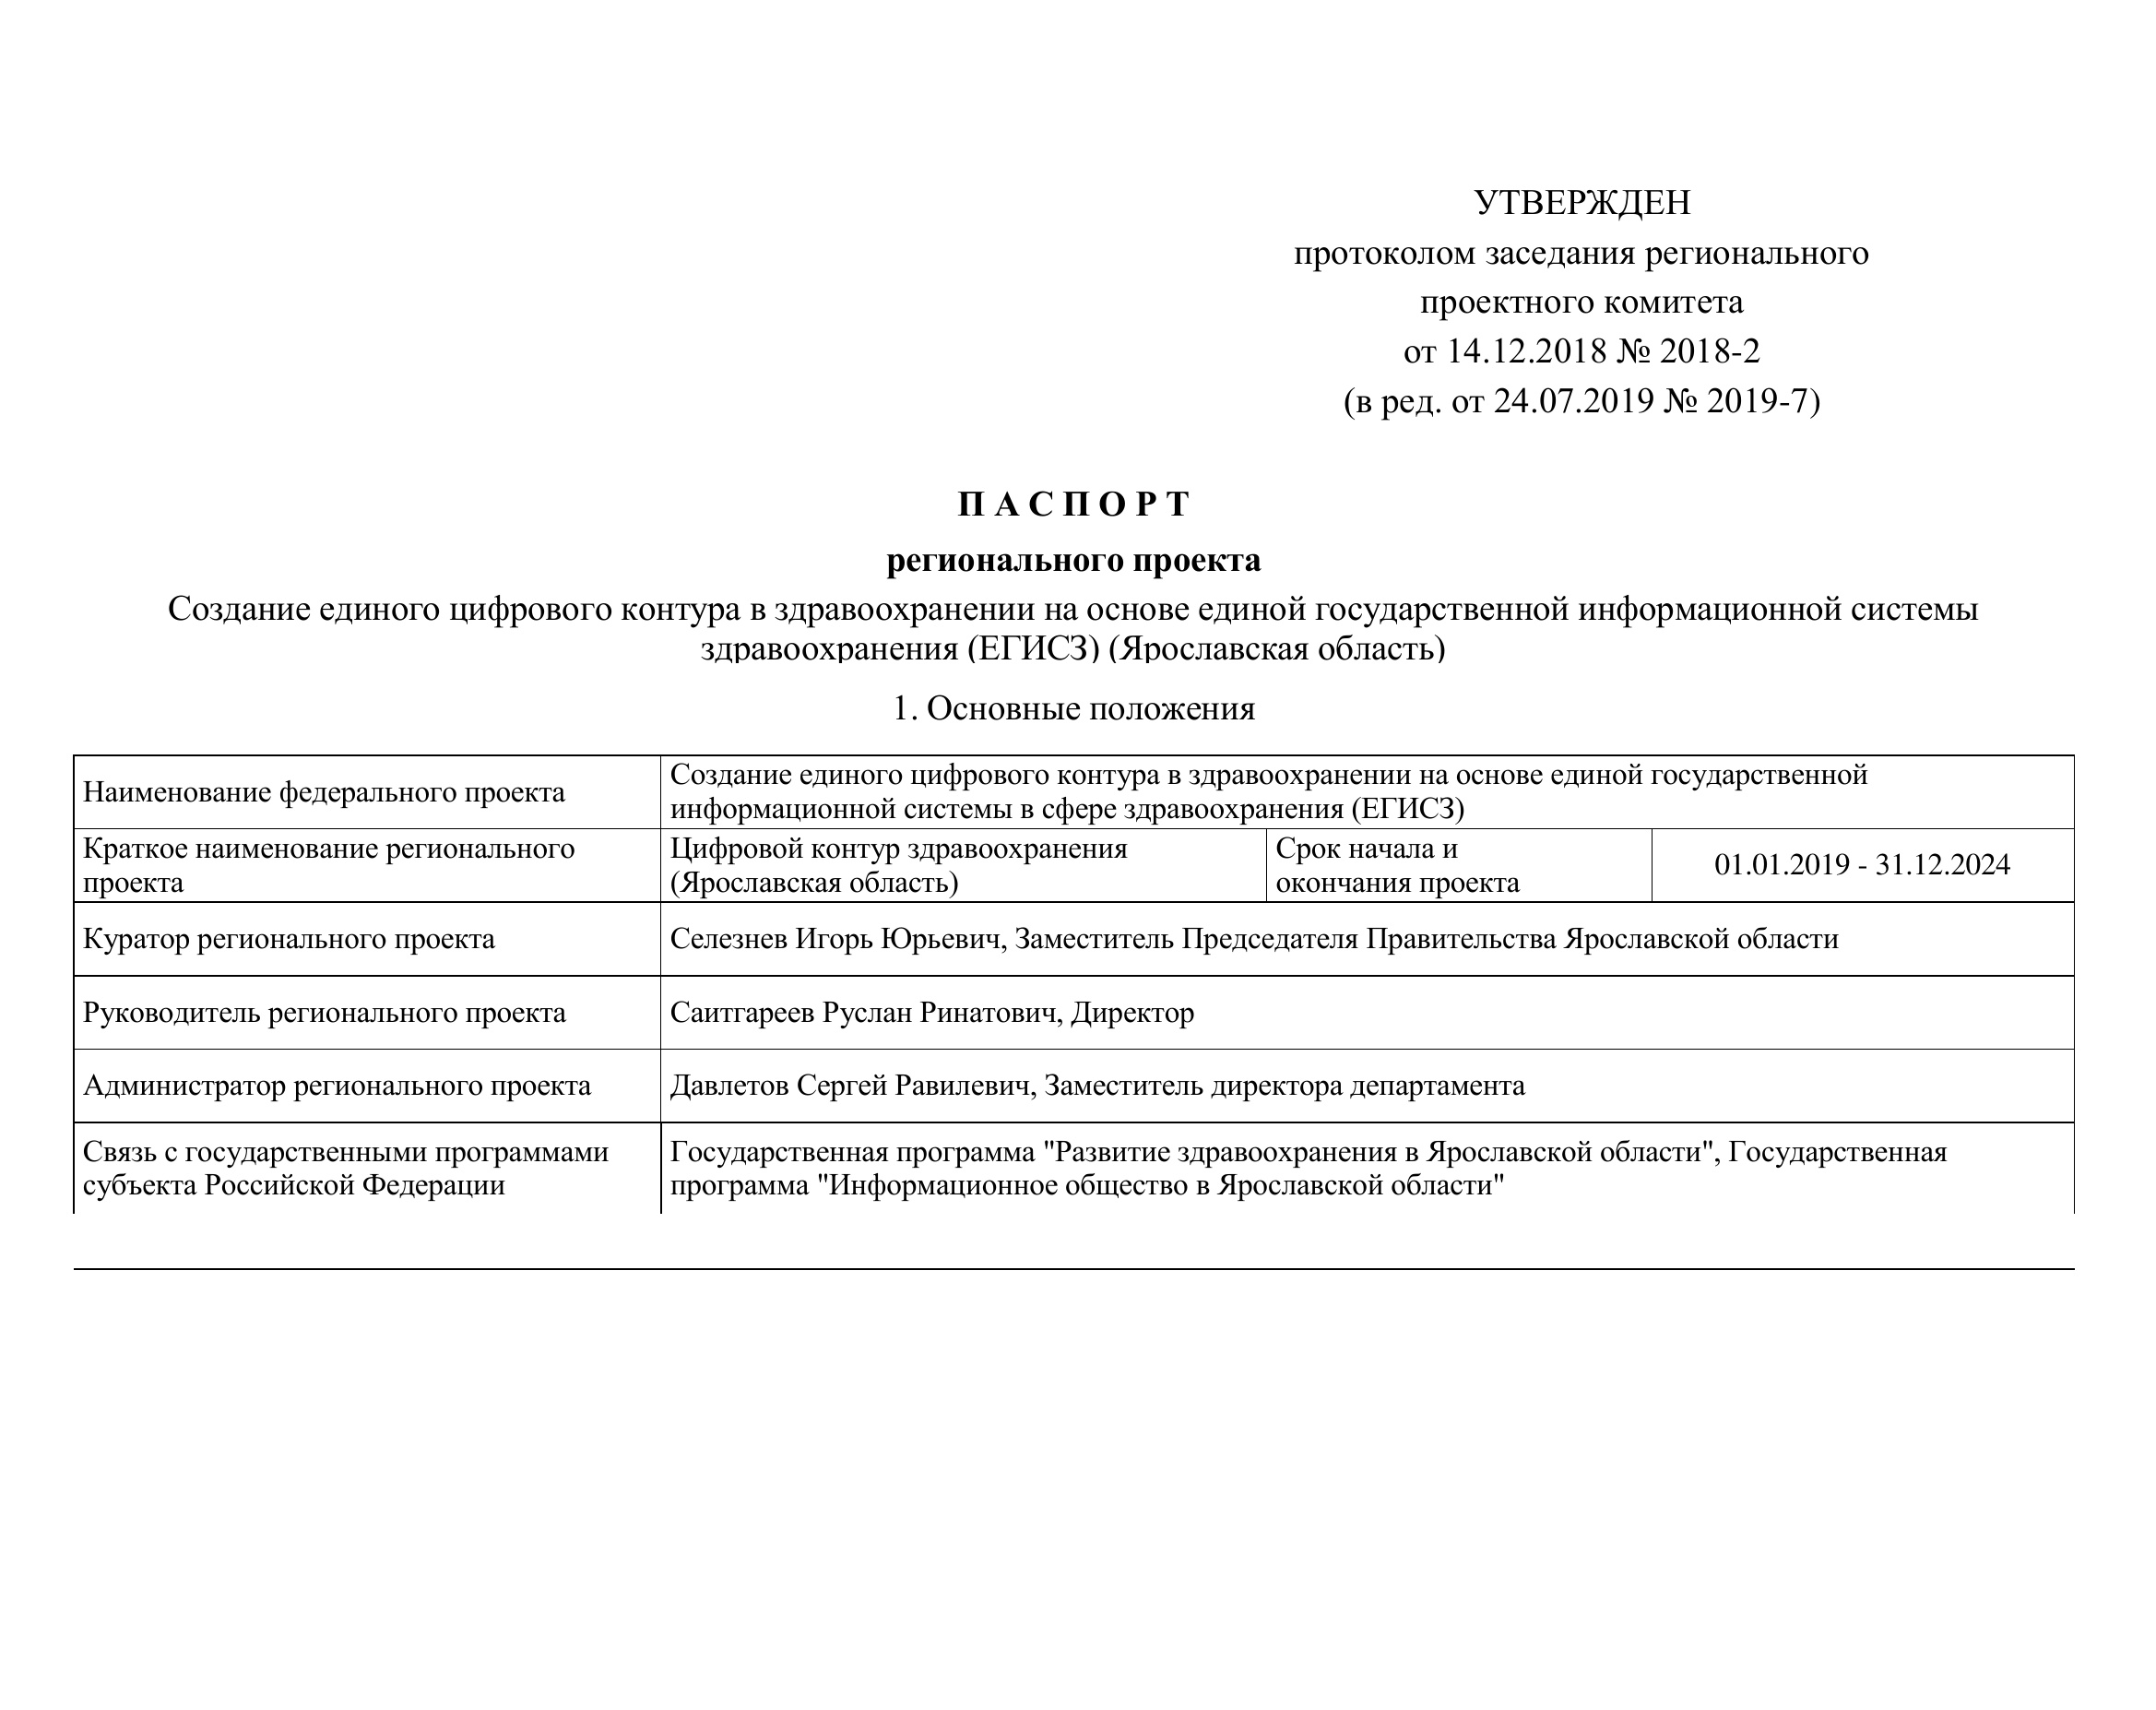 УТВЕРЖДЕН
протоколом заседания регионального
проектного комитета
от 14.12.2018 № 2018-2
(в ред. от 24.07.2019 № 2019-7)
П А С П О Р Т
регионального проекта
Создание единого цифрового контура в здравоохранении на основе единой государственной информационной системы
здравоохранения (ЕГИСЗ) (Ярославская область)
1. Основные положения
Наименование федерального проекта
Создание единого цифрового контура в здравоохранении на основе единой государственной
информационной системы в сфере здравоохранения (ЕГИСЗ)
Краткое наименование регионального
проекта
Цифровой контур здравоохранения
(Ярославская область)
Срок начала и
окончания проекта
01.01.2019 - 31.12.2024
Куратор регионального проекта
Селезнев Игорь Юрьевич, Заместитель Председателя Правительства Ярославской области
Руководитель регионального проекта
Саитгареев Руслан Ринатович, Директор
Администратор регионального проекта
Давлетов Сергей Равилевич, Заместитель директора департамента
Связь с государственными программами
субъекта Российской Федерации
Государственная программа "Развитие здравоохранения в Ярославской области", Государственная
программа "Информационное общество в Ярославской области"